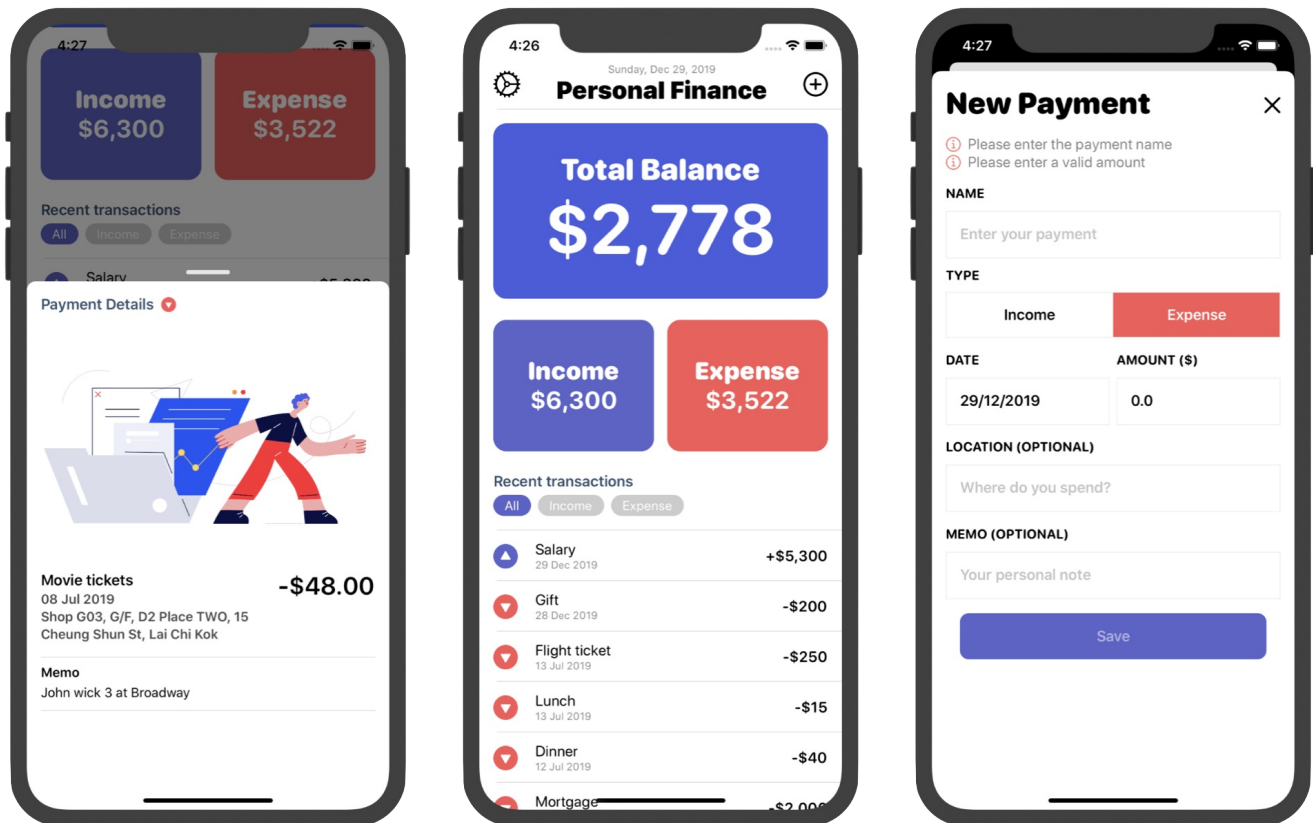 4:27
Income
$6,300
Expense
$3,522
Recent transactions
All
Income
Expense
Salary
Payment Details
Movie tickets
-$48.00
08 Jul 2019
Shop G03, G/F, D2 Place TWO, 15
Cheung Shun St, Lai Chi Kok
Memo
John wick 3 at Broadway
4:26
Sunday, Dec 29, 2019
Personal Finance
Total Balance
$2,778
Income
$6,300
Expense
$3,522
Recent transactions
All
Income
Expense
Salary
+$5,300
29 Dec 2019
Gift
-$200
28 Dec 2019
Flight ticket
-$250
13 Jul 2019
Lunch
-$15
13 Jul 2019
Dinner
-$40
12 Jul 2019
Mortgage
-$2,000
4:27
New Payment
Please enter the payment name
Please enter a valid amount
NAME
Enter your payment
TYPE
Income
Expense
DATE
AMOUNT ($)
29/12/2019
0.0
LOCATION (OPTIONAL)
Where do you spend?
MEMO (OPTIONAL)
Your personal note
Save